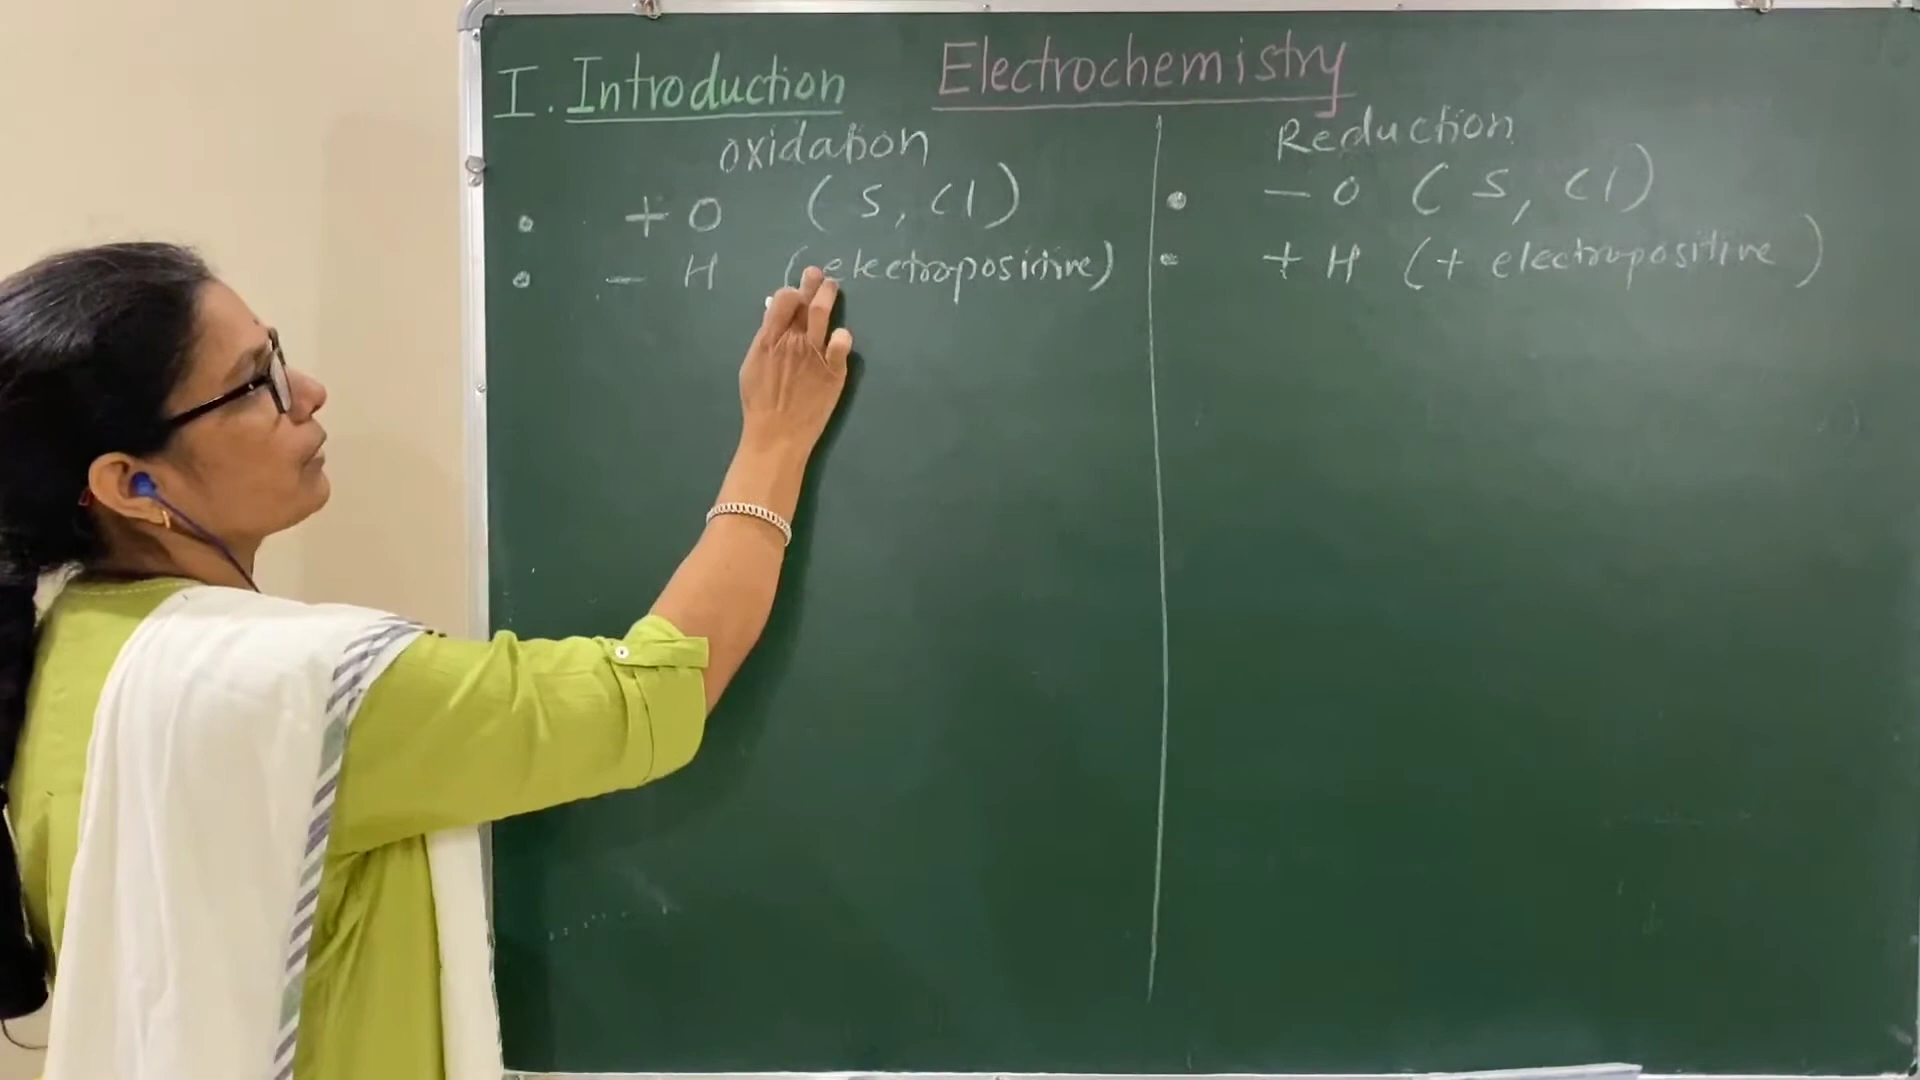 I. Introduction
Electrochemistry
oxidation
• + O (S, Cl)
• - H (electropositive)
Reduction
• - O (S, Cl)
• + H (+ electropositive)